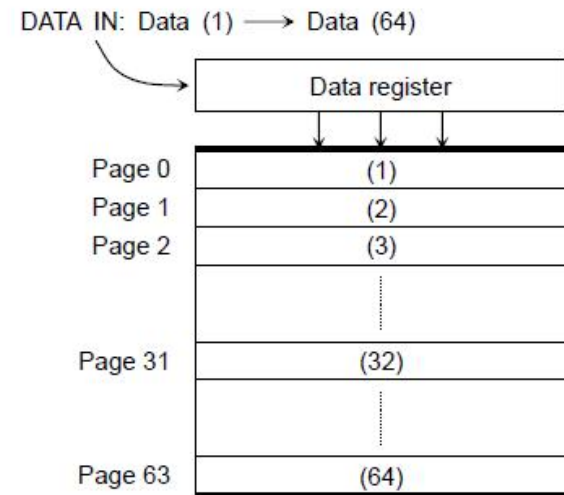 DATA IN: Data (1) ⟶ Data (64)
Data register
Page 0 (1)
Page 1 (2)
Page 2 (3)
Page 31 (32)
Page 63 (64)